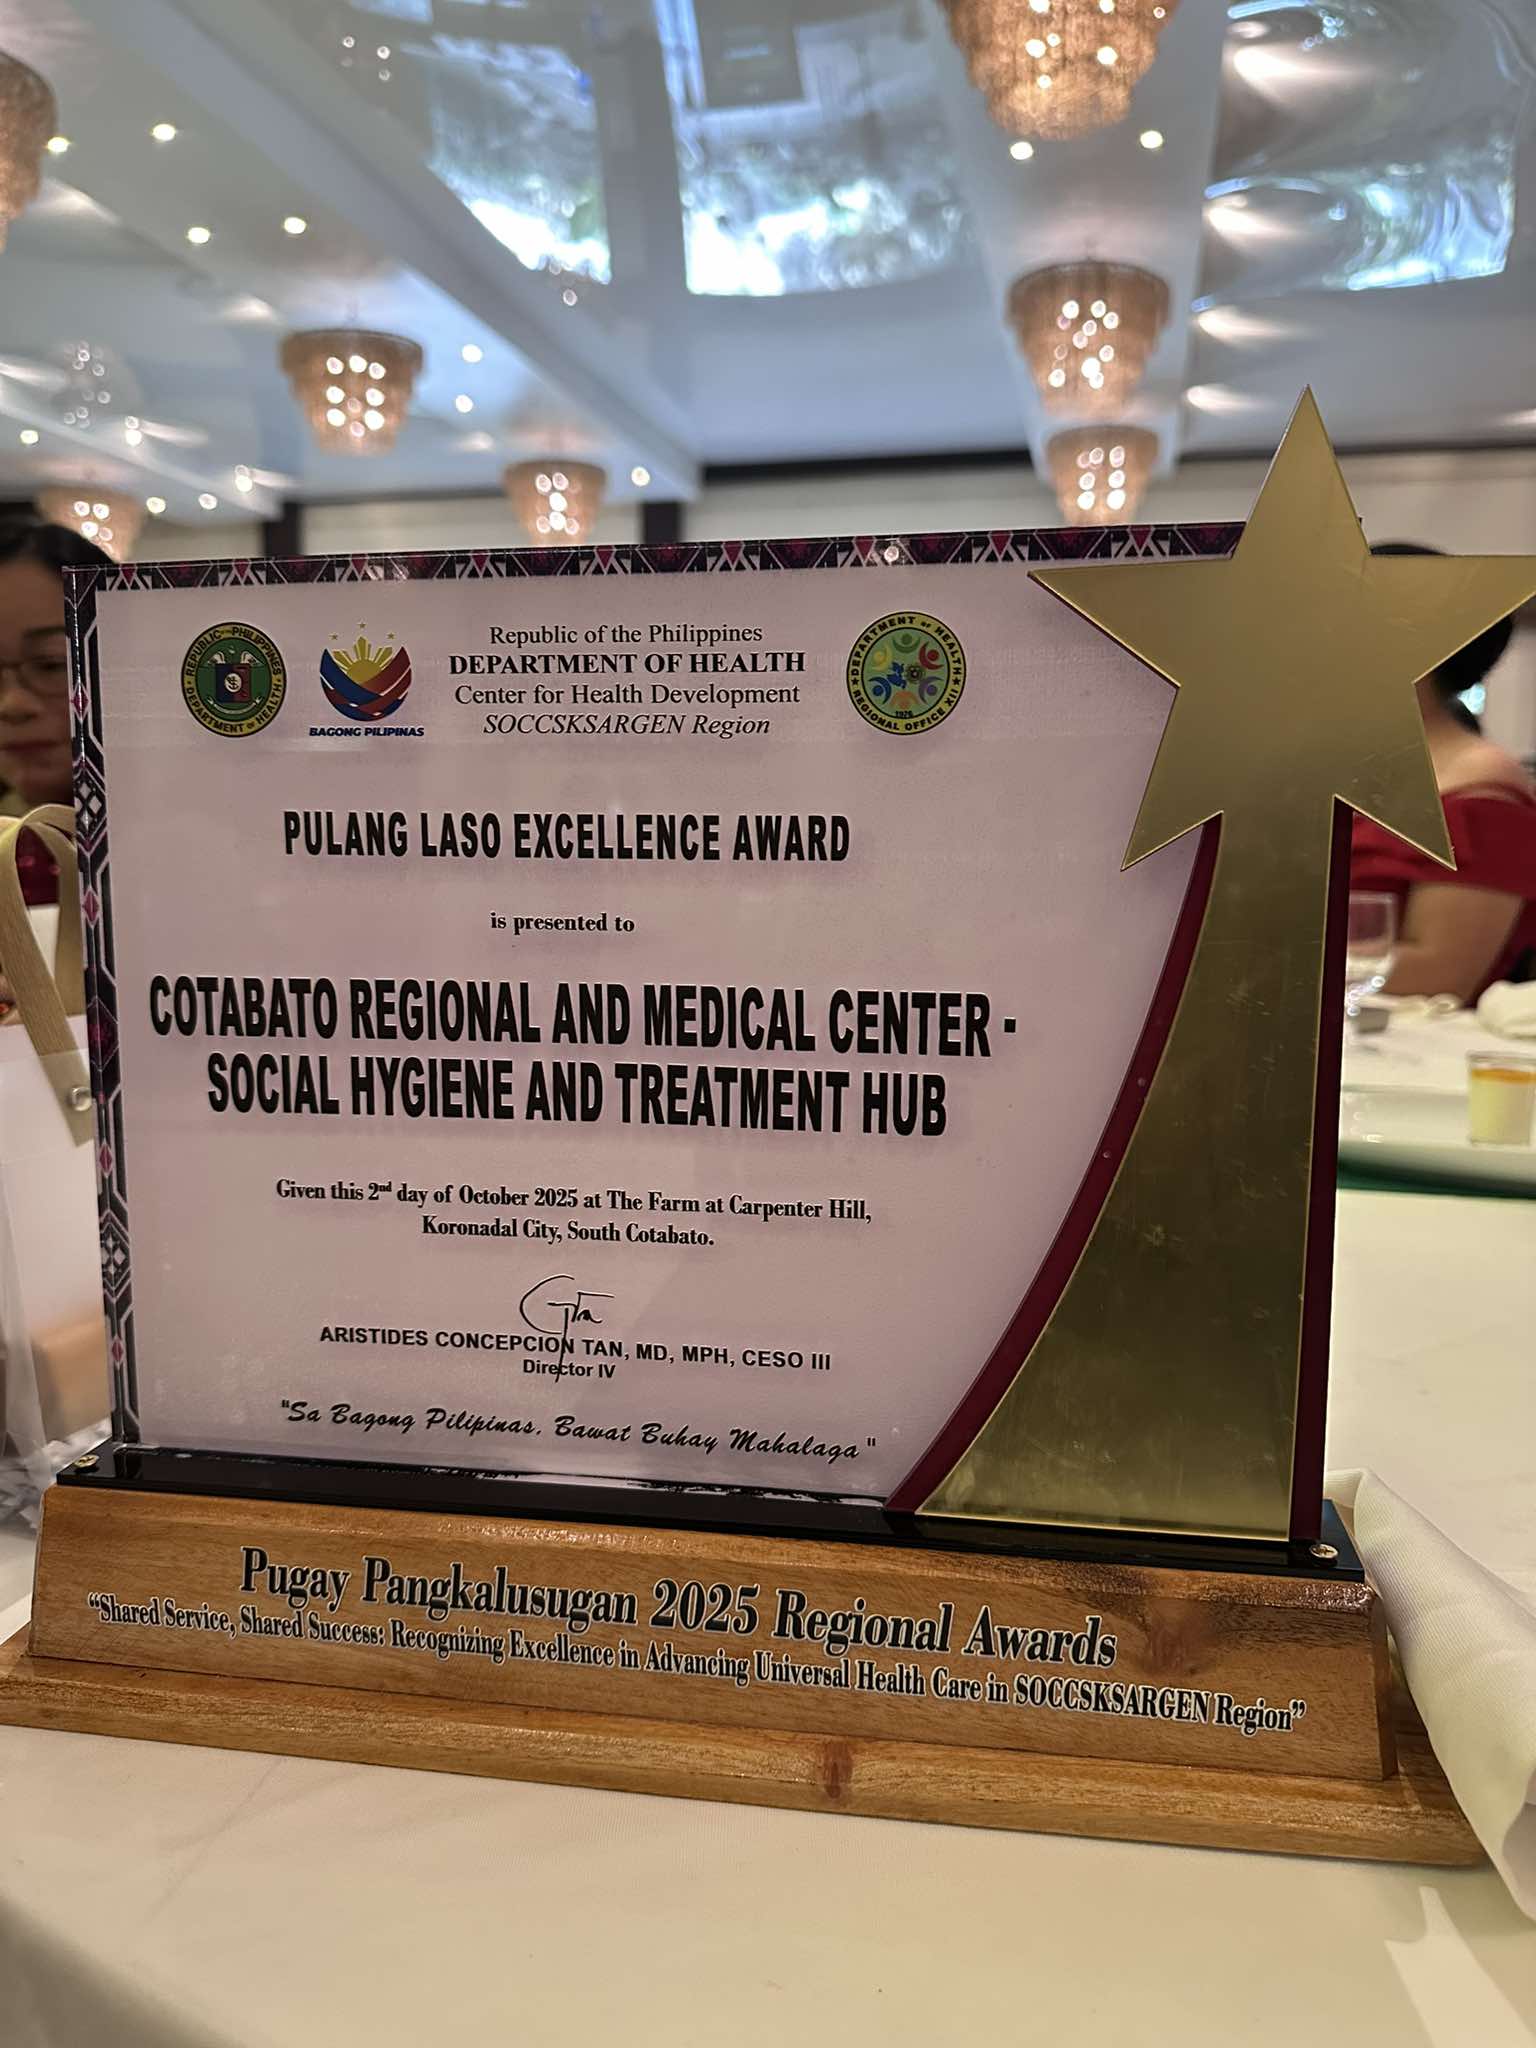 REPUBLIC OF THE PHILIPPINES
DEPARTMENT OF HEALTH
BAGONG PILIPINAS
Republic of the Philippines
DEPARTMENT OF HEALTH
Center for Health Development
SOCCSKSARGEN Region
DEPARTMENT OF HEALTH
REGIONAL OFFICE XII
1976
PULANG LASO EXCELLENCE AWARD
is presented to
COTABATO REGIONAL AND MEDICAL CENTER -
SOCIAL HYGIENE AND TREATMENT HUB
Given this 2nd day of October 2025 at The Farm at Carpenter Hill,
Koronadal City, South Cotabato.
ARISTIDES CONCEPCION TAN, MD, MPH, CESO III
Director IV
"Sa Bagong Pilipinas, Bawat Buhay Mahalaga"
Pugay Pangkalusugan 2025 Regional Awards
“Shared Service, Shared Success: Recognizing Excellence in Advancing Universal Health Care in SOCCSKSARGEN Region”